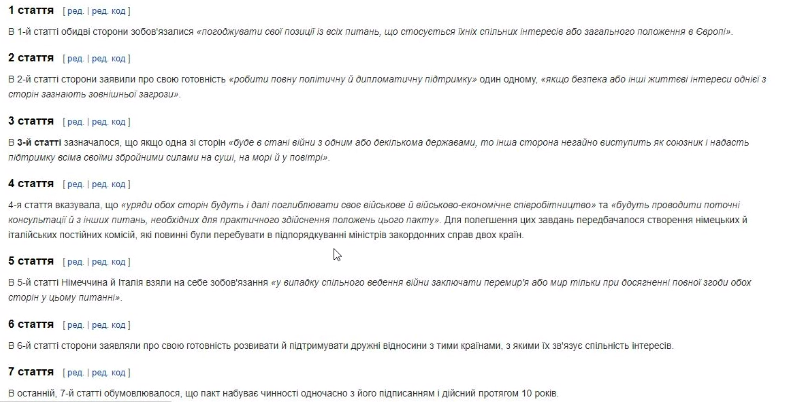 1 стаття [ ред. | ред. код ]
В 1-й статті обидві сторони зобов'язалися «погоджувати свої позиції із всіх питань, що стосується їхніх спільних інтересів або загального положення в Європі».
2 стаття [ ред. | ред. код ]
В 2-й статті сторони заявили про свою готовність «робити повну політичну й дипломатичну підтримку» один одному, «якщо безпека або інші життєві інтереси однієї з
сторін зазнають зовнішньої загрози».
3 стаття [ ред. | ред. код ]
В 3-й статті зазначалося, що якщо одна зі сторін «буде в стані війни з одним або декількома державами, то інша сторона негайно виступить як союзник і надасть
підтримку всіма своїми збройними силами на суші, на морі й у повітрі».
4 стаття [ ред. | ред. код ]
4-я стаття вказувала, що «уряди обох сторін будуть і далі поглиблювати своє військове й військово-економічне співробітництво» та «будуть проводити поточні
консультації й з інших питань, необхідних для практичного здійснення положень цього пакту». Для полегшення цих завдань передбачалося створення німецьких й
італійських постійних комісій, які повинні були перебувати в підпорядкуванні міністрів закордонних справ двох країн.
5 стаття [ ред. | ред. код ]
В 5-й статті Німеччина й Італія взяли на себе зобов'язання «у випадку спільного ведення війни заключати перемир'я або мир тільки при досягненні повної згоди обох
сторін у цьому питанні».
6 стаття [ ред. | ред. код ]
В 6-й статті сторони заявляли про свою готовність розвивати й підтримувати дружні відносини з тими країнами, з якими їх зв'язує спільність інтересів.
7 стаття [ ред. | ред. код ]
В останній, 7-й статті обумовлювалося, що пакт набуває чинності одночасно з його підписанням і дійсний протягом 10 років.